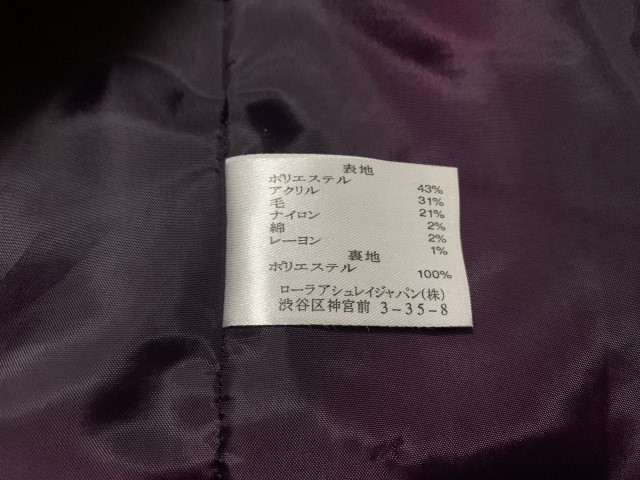 表地
ポリエステル 43%
アクリル 31%
毛 21%
ナイロン 2%
綿 2%
レーヨン 1%
裏地
ポリエステル 100%
ローラアシュレイジャパン(株)
渋谷区神宮前 3-35-8